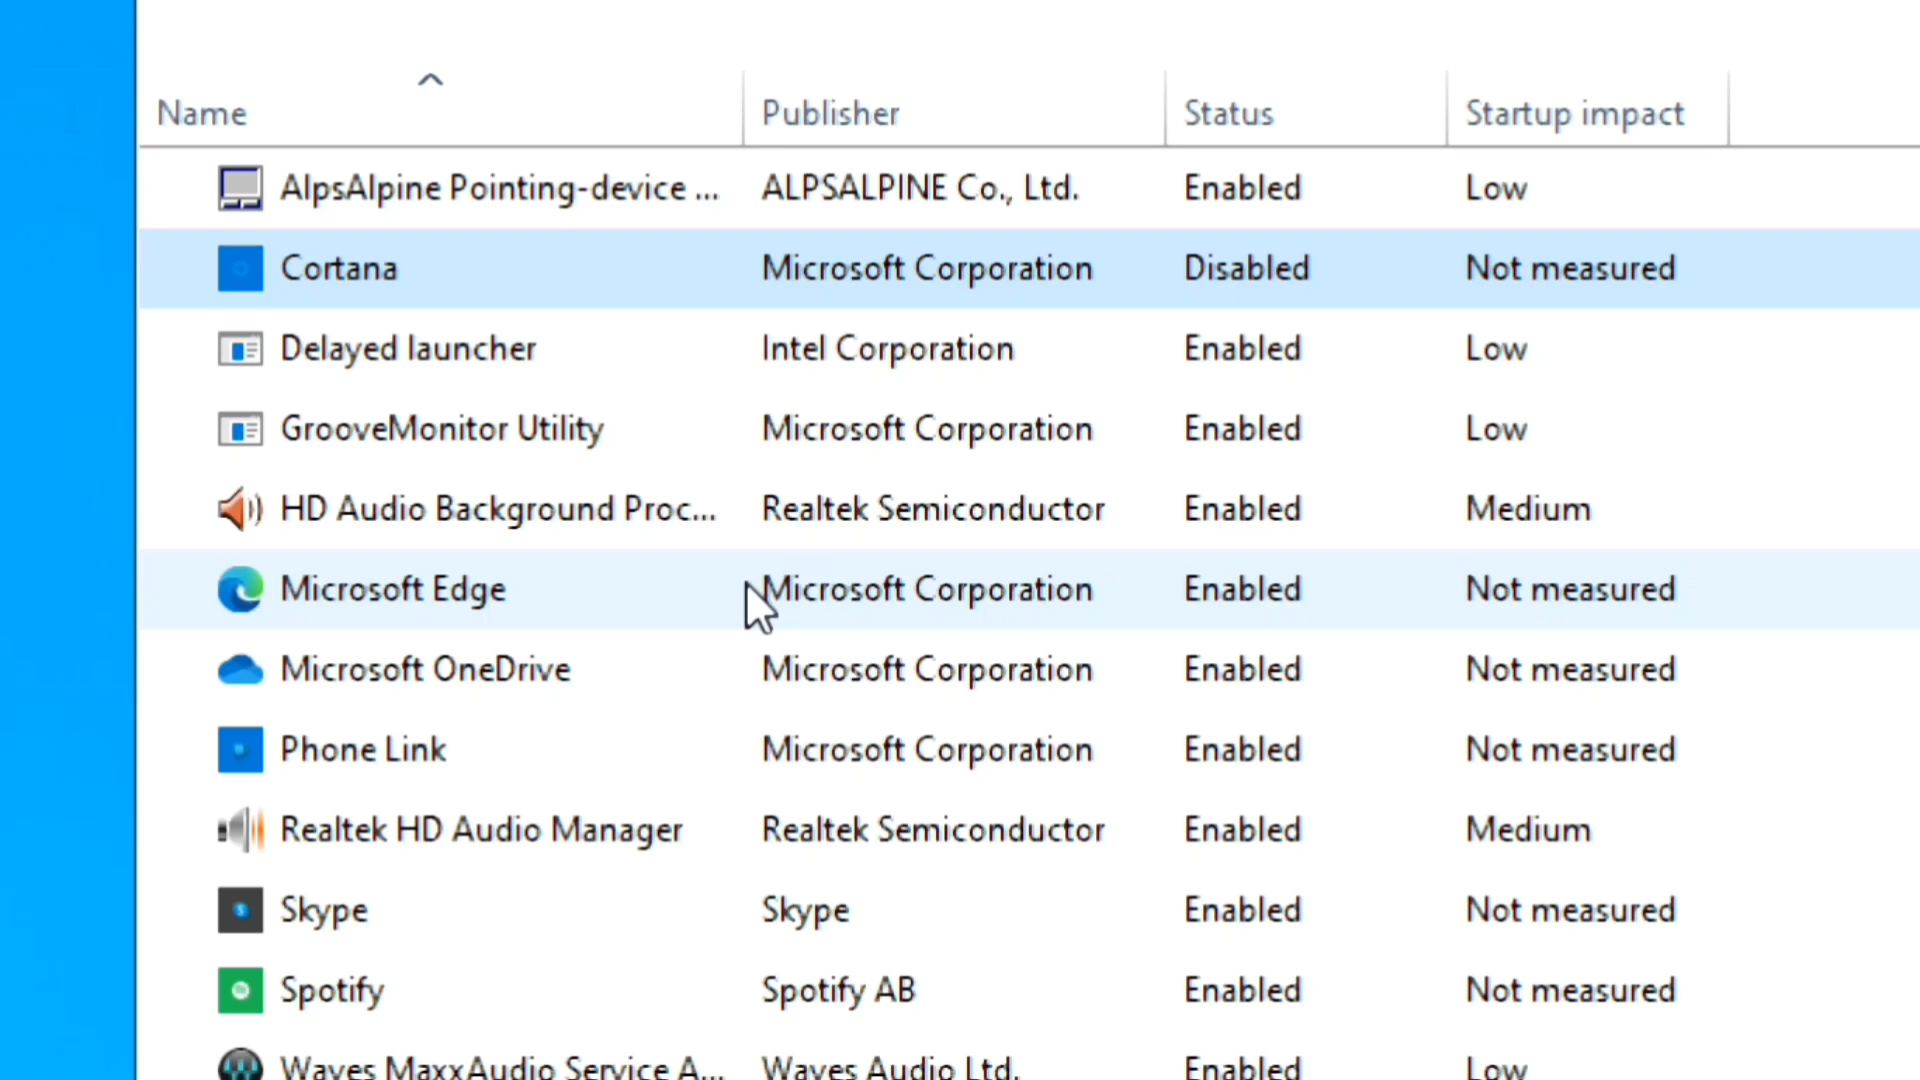 Name Publisher Status Startup impact
AlpsAlpine Pointing-device ... ALPSALPINE Co., Ltd. Enabled Low
Cortana Microsoft Corporation Disabled Not measured
Delayed launcher Intel Corporation Enabled Low
GrooveMonitor Utility Microsoft Corporation Enabled Low
HD Audio Background Proc... Realtek Semiconductor Enabled Medium
Microsoft Edge Microsoft Corporation Enabled Not measured
Microsoft OneDrive Microsoft Corporation Enabled Not measured
Phone Link Microsoft Corporation Enabled Not measured
Realtek HD Audio Manager Realtek Semiconductor Enabled Medium
Skype Skype Enabled Not measured
Spotify Spotify AB Enabled Not measured
Waves MaxxAudio Service A... Waves Audio Ltd. Enabled Low